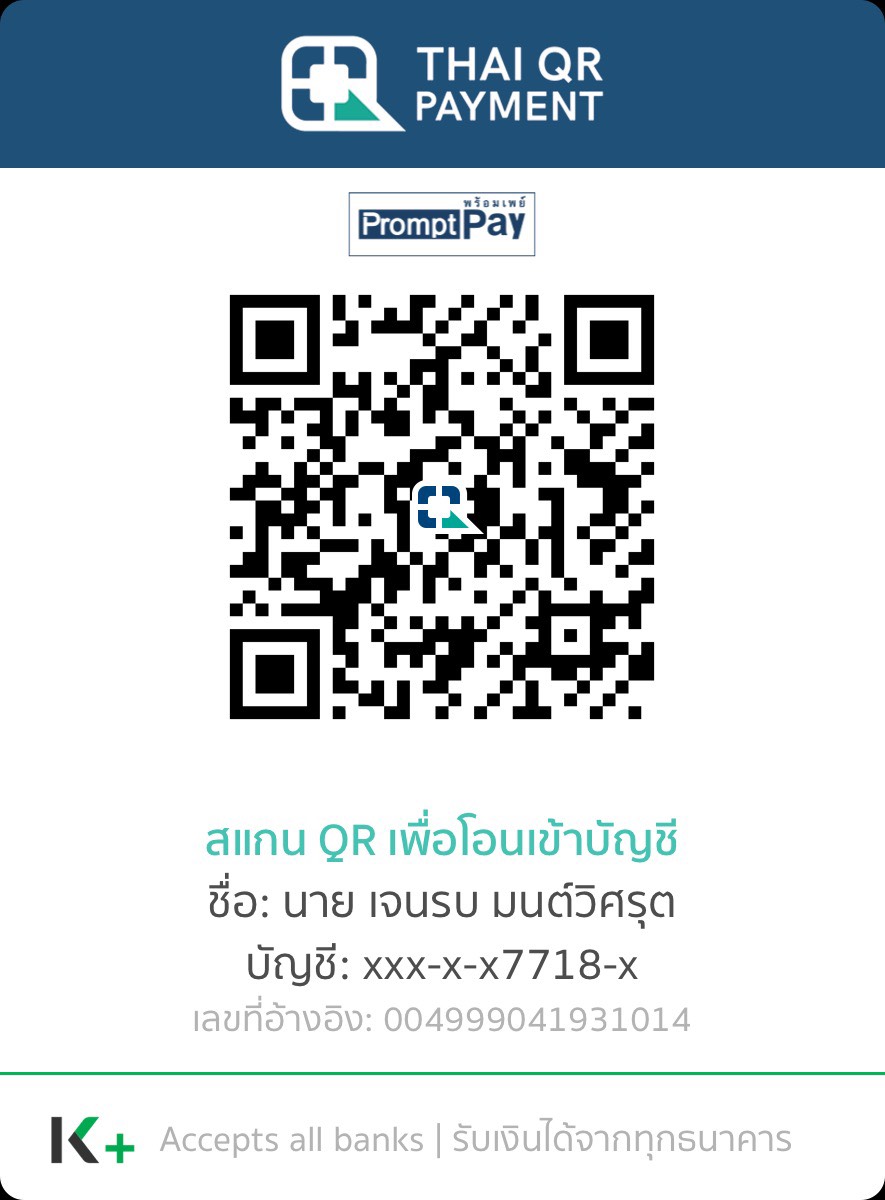 THAI QR
PAYMENT
พร้อมเพย์
PromptPay
สแกน QR เพื่อโอนเข้าบัญชี
ชื่อ: นาย เจนรบ มนต์วิศรุต
บัญชี: xxx-x-x7718-x
เลขที่อ้างอิง: 004999041931014
K+ Accepts all banks | รับเงินได้จากทุกธนาคาร